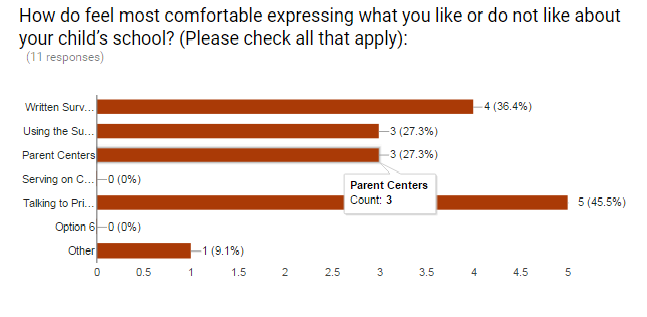 How do feel most comfortable expressing what you like or do not like about
your child's school? (Please check all that apply):
(11 responses)
Written Surv... 4 (36.4%)
Using the Su... 3 (27.3%)
Parent Centers 3 (27.3%)
Serving on C... 0 (0%)
Parent Centers
Count: 3
Talking to Pri... 5 (45.5%)
Option 6 0 (0%)
Other 1 (9.1%)
0 0.5 1 1.5 2 2.5 3 3.5 4 4.5 5